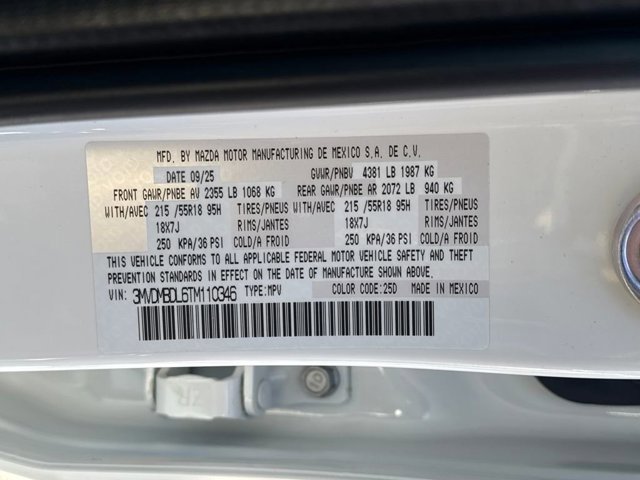 MFD. BY MAZDA MOTOR MANUFACTURING DE MEXICO S.A. DE C.V.
DATE 09/25 GVWR/PNBV 4381 LB 1987 KG
FRONT GAWR/PNBE AV 2355 LB 1068 KG REAR GAWR/PNBE AR 2072 LB 940 KG
WITH/AVEC 215 /55R18 95H TIRES/PNEUS WITH/AVEC 215 /55R18 95H TIRES/PNEUS
18X7J RIMS/JANTES 18X7J RIMS/JANTES
250 KPA/36 PSI COLD/A FROID 250 KPA/36 PSI COLD/A FROID
THIS VEHICLE CONFORMS TO ALL APPLICABLE FEDERAL MOTOR VEHICLE SAFETY AND THEFT
PREVENTION STANDARDS IN EFFECT ON THE DATE OF MANUFACTURE SHOWN ABOVE.
VIN: 3MVDMBDL6TM110346 TYPE:MPV COLOR CODE:25D MADE IN MEXICO